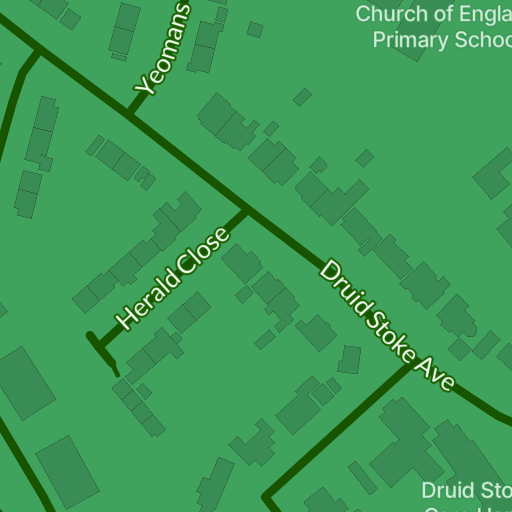 Church of Engla
Primary Schoo
Yeomans
Herald Close
Druid Stoke Ave
Druid Sto